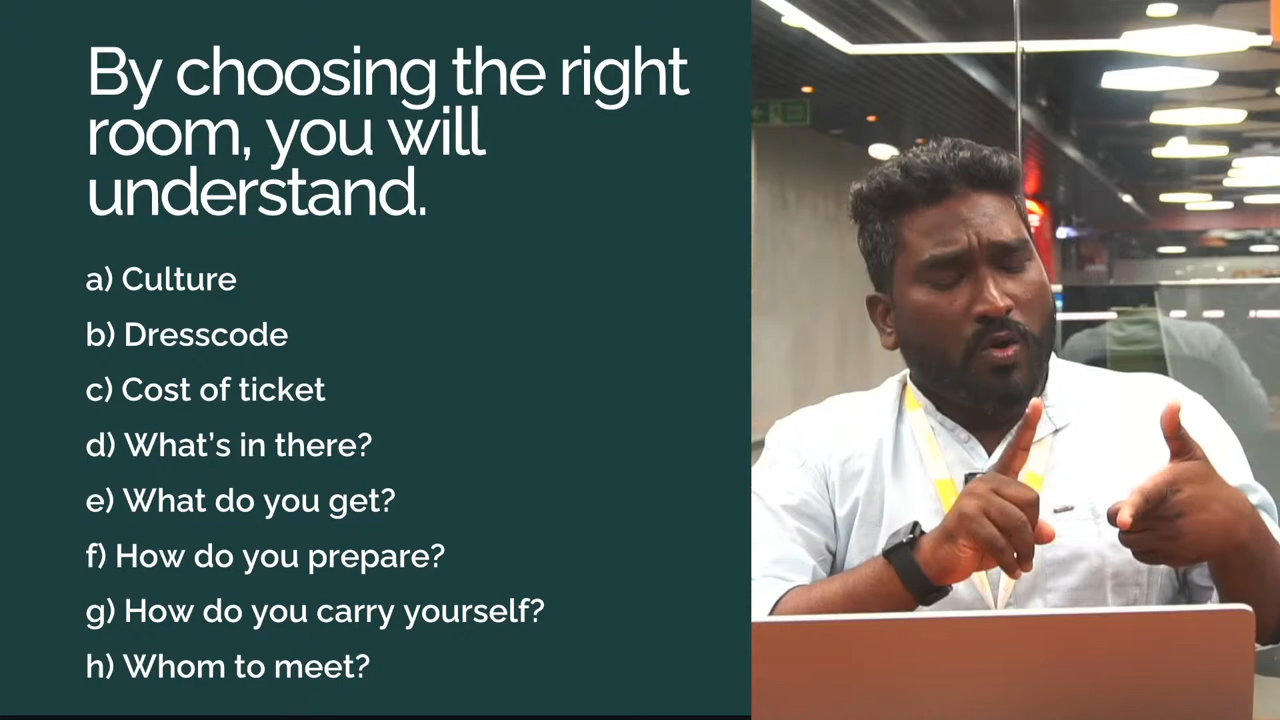 By choosing the right
room, you will
understand.
a) Culture
b) Dresscode
c) Cost of ticket
d) What's in there?
e) What do you get?
f) How do you prepare?
g) How do you carry yourself?
h) Whom to meet?